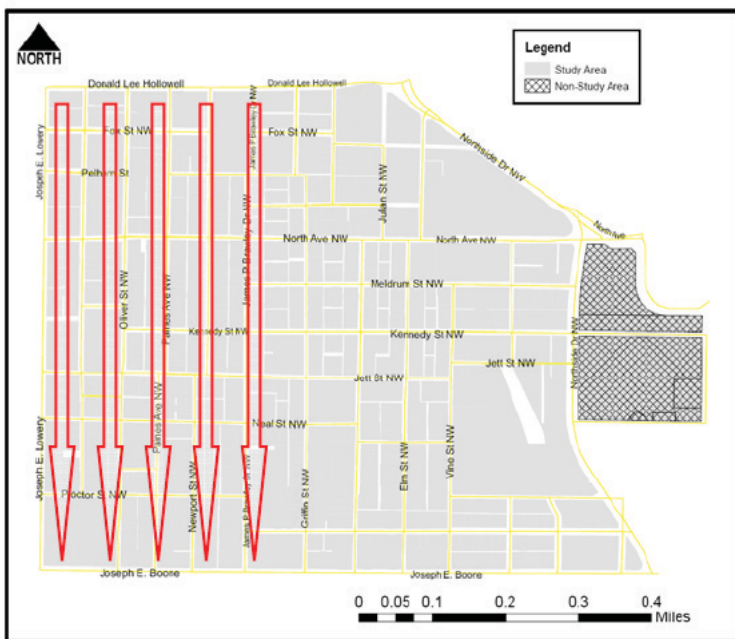 NORTH
Legend
Study Area
Non-Study Area
Donald Lee Hollowell
Donald Lee Hollowell
James P Brawley Dr NW
Fox St NW
Fox St NW
Joseph E. Lowery
Pelham St
Northside Dr NW
Julian St NW
North Ave
North Ave NW
North Ave NW
James P Brawley Dr NW
Meldrum St NW
Oliver St NW
Paines Ave NW
Kennedy St NW
Kennedy St NW
Northside Dr NW
Jett St NW
Jett St NW
Paines Ave NW
Neal St NW
Joseph E. Lowery
Elm St NW
Vine St NW
Proctor S. NW
Newport St NW
James P Brawley St NW
Griffin St NW
Joseph E. Boone
Joseph E. Boone
0 0.05 0.1 0.2 0.3 0.4
Miles